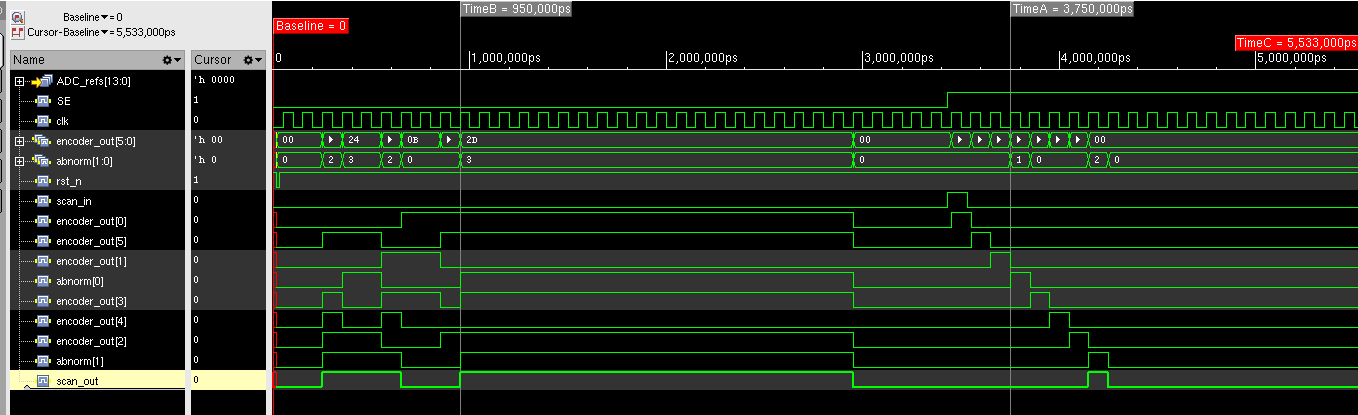 Baseline ▾= 0
Cursor-Baseline ▾= 5,533,000ps
TimeB = 950,000ps
TimeA = 3,750,000ps
Baseline = 0
TimeC = 5,533,000ps
Name Cursor
0 1,000,000ps 2,000,000ps 3,000,000ps 4,000,000ps 5,000,000ps
ADC_refs[13:0] 'h 0000
SE 1
clk 0
encoder_out[5:0] 'h 00 00 24 0B 2D 00 00
abnorm[1:0] 'h 0 0 2 3 2 0 3 0 1 0 2 0
rst_n 1
scan_in 0
encoder_out[0] 0
encoder_out[5] 0
encoder_out[1] 0
abnorm[0] 0
encoder_out[3] 0
encoder_out[4] 0
encoder_out[2] 0
abnorm[1] 0
scan_out 0